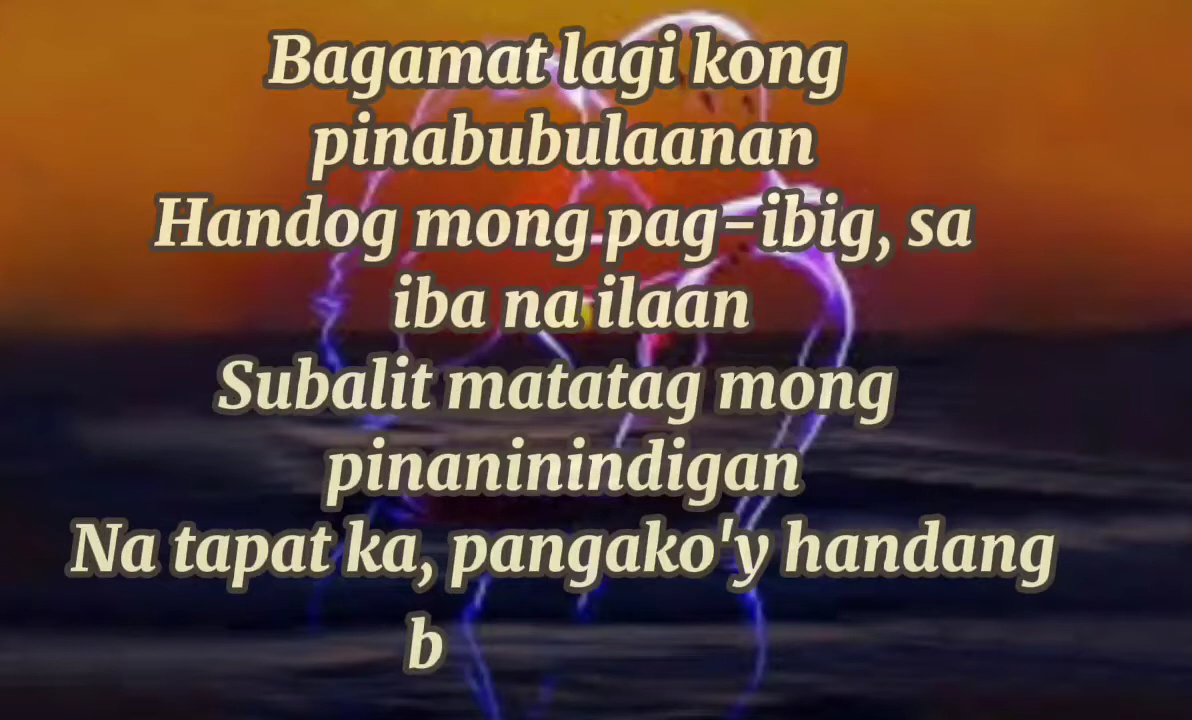 Bagamat lagi kong
pinabubulaanan
Handog mong pag-ibig, sa
iba na ilaan
Subalit matatag mong
pinaninindigan
Na tapat ka, pangako'y handang
b